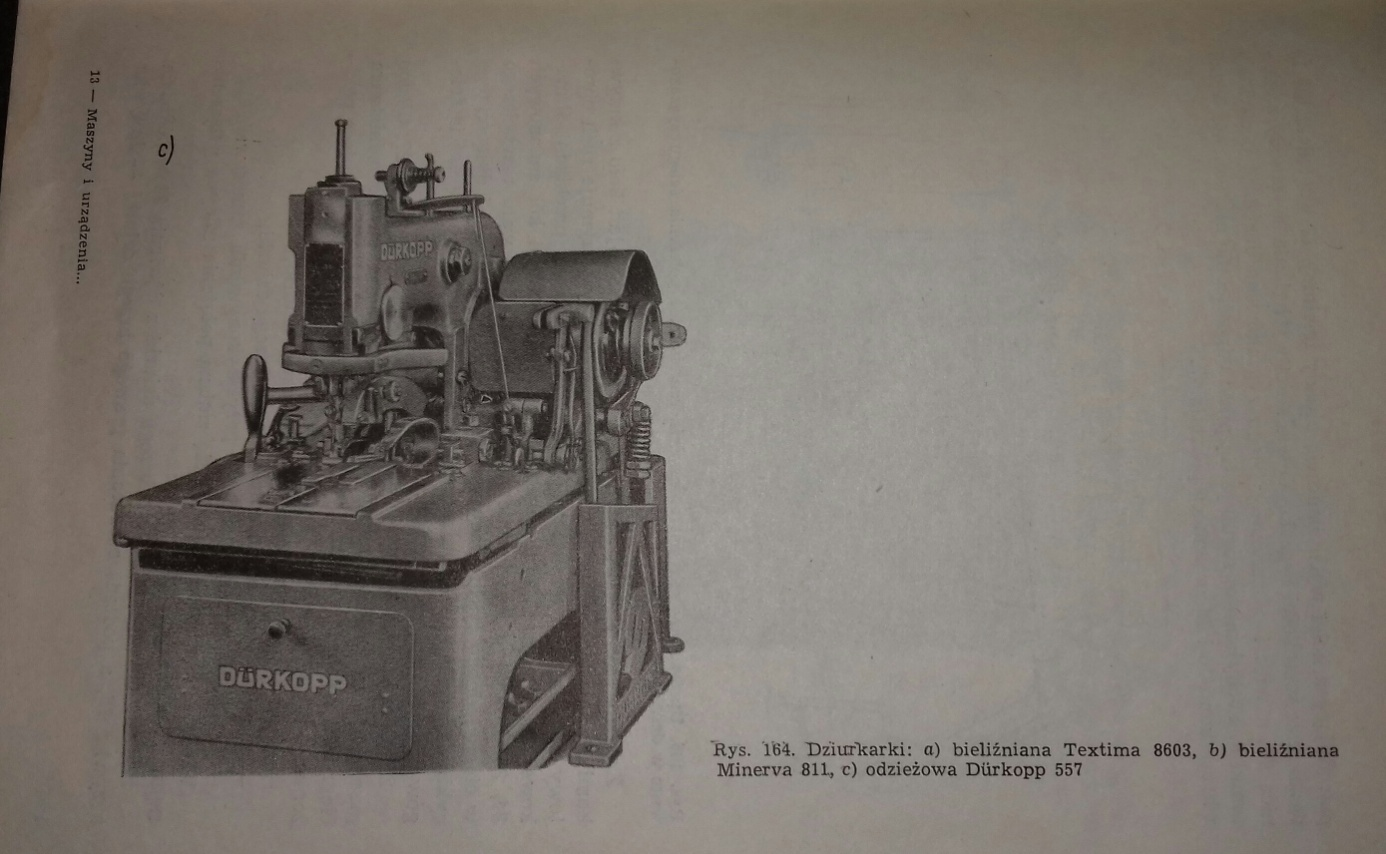 13 — Maszyny i urządzenia...
c)
DÜRKOPP
DÜRKOPP
Rys. 164. Dziurkarki: a) bieliźniana Textima 8603, b) bieliźniana
Minerva 811, c) odzieżowa Dürkopp 557